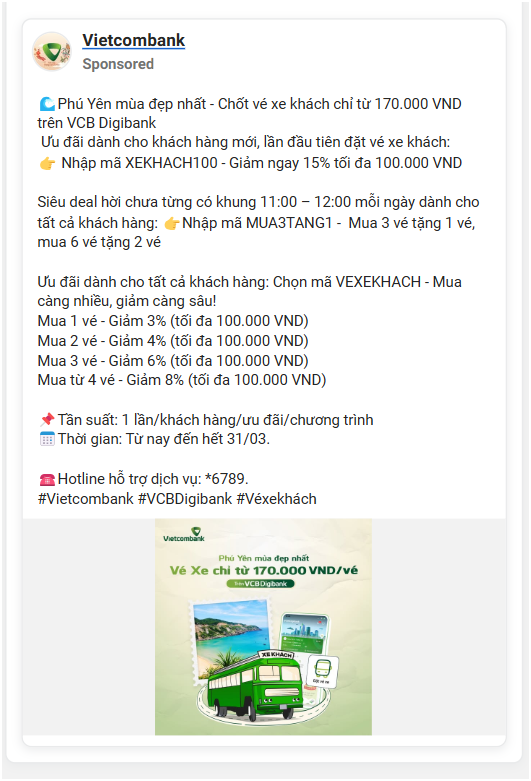 Vietcombank
Sponsored
🌊Phú Yên mùa đẹp nhất - Chốt vé xe khách chỉ từ 170.000 VND
trên VCB Digibank
Ưu đãi dành cho khách hàng mới, lần đầu tiên đặt vé xe khách:
👉 Nhập mã XEKHACH100 - Giảm ngay 15% tối đa 100.000 VND
Siêu deal hời chưa từng có khung 11:00 – 12:00 mỗi ngày dành cho
tất cả khách hàng: 👉Nhập mã MUA3TANG1 - Mua 3 vé tặng 1 vé,
mua 6 vé tặng 2 vé
Ưu đãi dành cho tất cả khách hàng: Chọn mã VEXEKHACH - Mua
càng nhiều, giảm càng sâu!
Mua 1 vé - Giảm 3% (tối đa 100.000 VND)
Mua 2 vé - Giảm 4% (tối đa 100.000 VND)
Mua 3 vé - Giảm 6% (tối đa 100.000 VND)
Mua từ 4 vé - Giảm 8% (tối đa 100.000 VND)
📌Tần suất: 1 lần/khách hàng/ưu đãi/chương trình
🗓️Thời gian: Từ nay đến hết 31/03.
☎️Hotline hỗ trợ dịch vụ: *6789.
#Vietcombank #VCBDigibank #Véxekhách
Vietcombank
Phú Yên mùa đẹp nhất
Vé Xe chỉ từ 170.000 VND/vé
Trên VCB Digibank
XE KHÁCH
Đặt vé xe